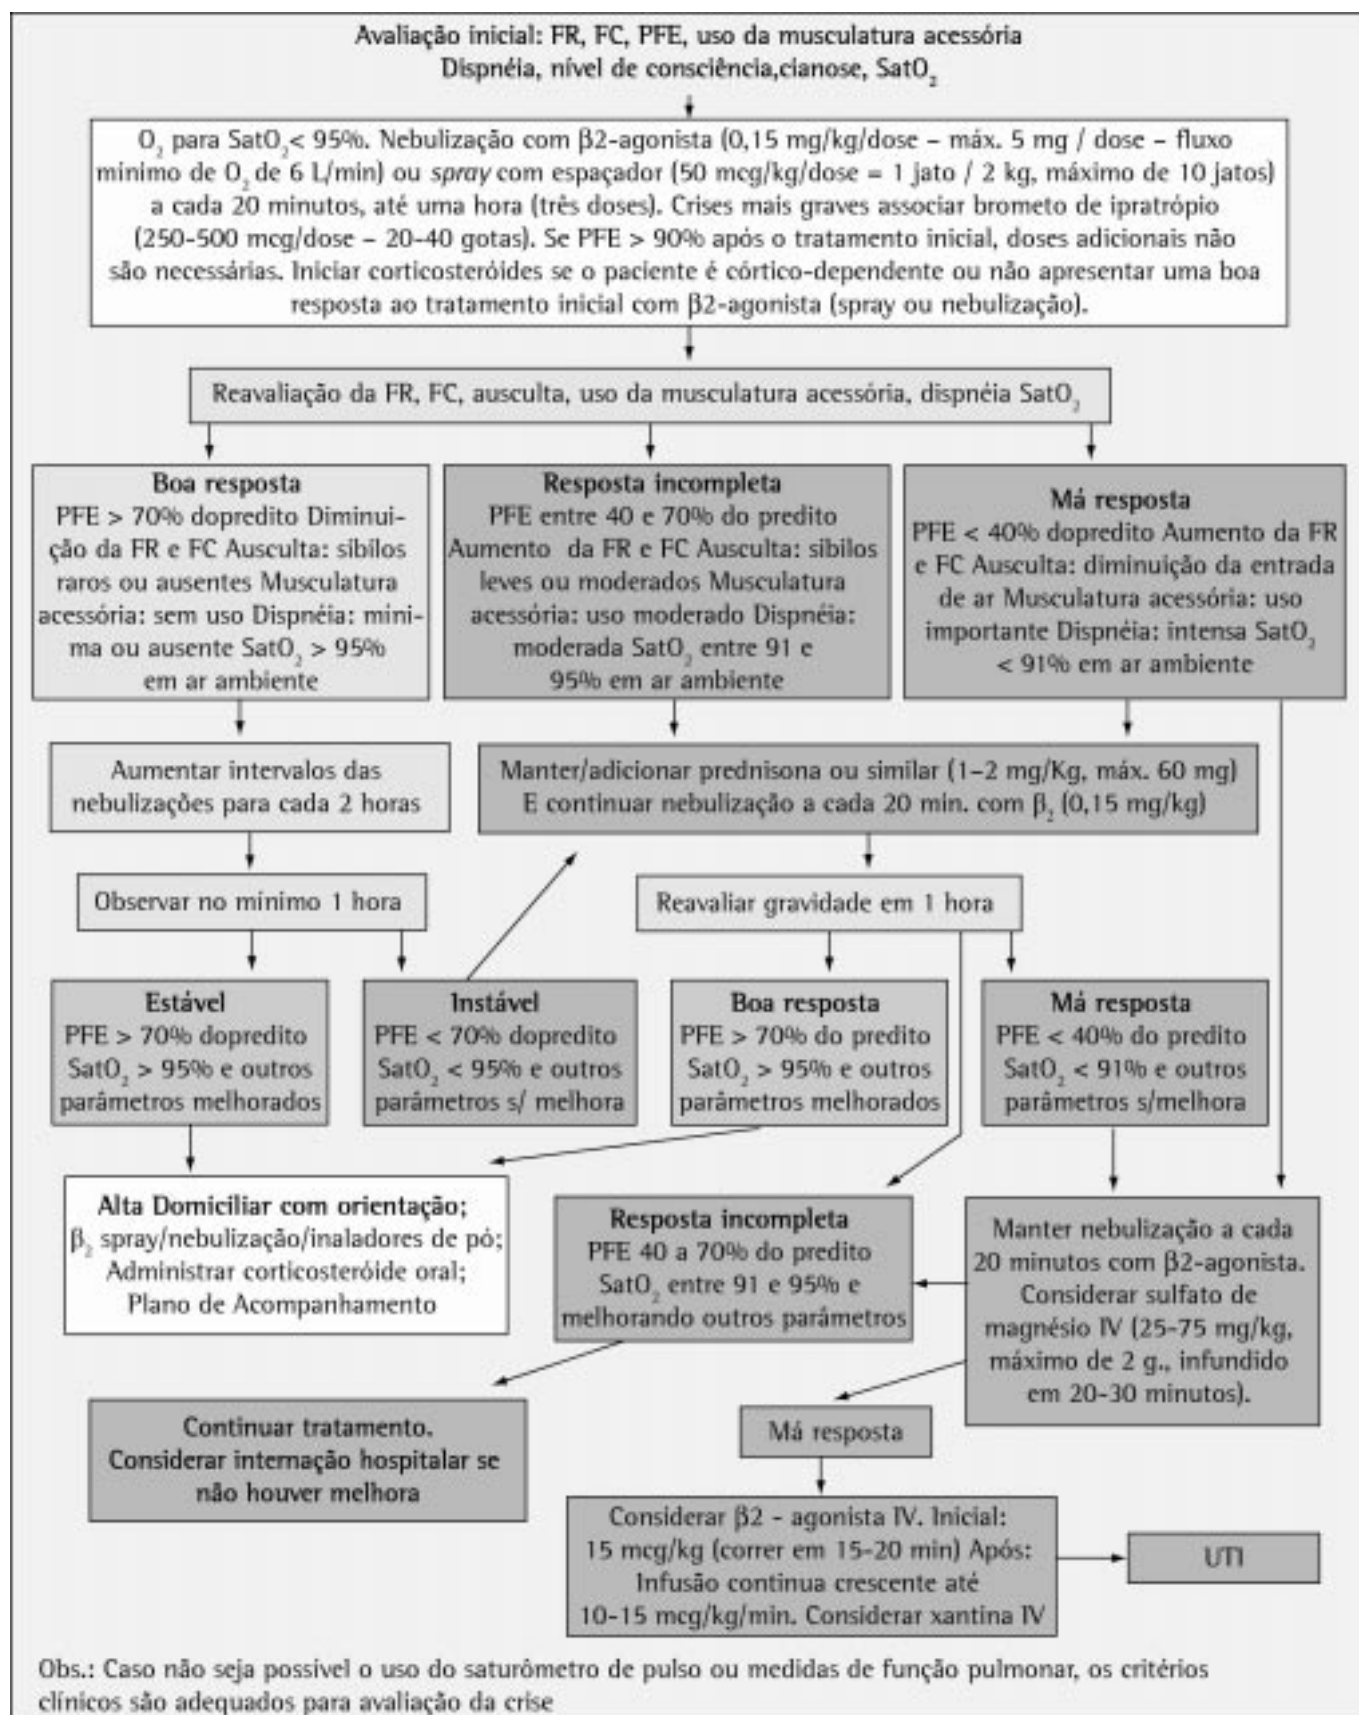 Avaliação inicial: FR, FC, PFE, uso da musculatura acessória
Dispnéia, nível de consciência,cianose, SatO₂
O₂ para SatO₂< 95%. Nebulização com β2-agonista (0,15 mg/kg/dose – máx. 5 mg / dose – fluxo
mínimo de O₂ de 6 L/min) ou spray com espaçador (50 mcg/kg/dose = 1 jato / 2 kg, máximo de 10 jatos)
a cada 20 minutos, até uma hora (três doses). Crises mais graves associar brometo de ipratrópio
(250-500 mcg/dose – 20-40 gotas). Se PFE > 90% após o tratamento inicial, doses adicionais não
são necessárias. Iniciar corticosteróides se o paciente é córtico-dependente ou não apresentar uma boa
resposta ao tratamento inicial com β2-agonista (spray ou nebulização).
Reavaliação da FR, FC, ausculta, uso da musculatura acessória, dispnéia SatO₂
Boa resposta
PFE > 70% dopredito Diminui-
ção da FR e FC Ausculta: sibilos
raros ou ausentes Musculatura
acessória: sem uso Dispnéia: míni-
ma ou ausente SatO₂ > 95%
em ar ambiente
Resposta incompleta
PFE entre 40 e 70% do predito
Aumento da FR e FC Ausculta: sibilos
leves ou moderados Musculatura
acessória: uso moderado Dispnéia:
moderada SatO₂ entre 91 e
95% em ar ambiente
Má resposta
PFE < 40% dopredito Aumento da FR
e FC Ausculta: diminuição da entrada
de ar Musculatura acessória: uso
importante Dispnéia: intensa SatO₂
< 91% em ar ambiente
Aumentar intervalos das
nebulizações para cada 2 horas
Manter/adicionar prednisona ou similar (1–2 mg/Kg, máx. 60 mg)
E continuar nebulização a cada 20 min. com β₂ (0,15 mg/kg)
Observar no mínimo 1 hora
Reavaliar gravidade em 1 hora
Estável
PFE > 70% dopredito
SatO₂ > 95% e outros
parâmetros melhorados
Instável
PFE < 70% dopredito
SatO₂ < 95% e outros
parâmetros s/ melhora
Boa resposta
PFE > 70% do predito
SatO₂ > 95% e outros
parâmetros melhorados
Má resposta
PFE < 40% do predito
SatO₂ < 91% e outros
parâmetros s/melhora
Alta Domiciliar com orientação;
β₂ spray/nebulização/inaladores de pó;
Administrar corticosteróide oral;
Plano de Acompanhamento
Resposta incompleta
PFE 40 a 70% do predito
SatO₂ entre 91 e 95% e
melhorando outros parâmetros
Manter nebulização a cada
20 minutos com β2-agonista.
Considerar sulfato de
magnésio IV (25-75 mg/kg,
máximo de 2 g., infundido
em 20-30 minutos).
Continuar tratamento.
Considerar internação hospitalar se
não houver melhora
Má resposta
Considerar β2 - agonista IV. Inicial:
15 mcg/kg (correr em 15-20 min) Após:
Infusão continua crescente até
10-15 mcg/kg/min. Considerar xantina IV
UTI
Obs.: Caso não seja possível o uso do saturômetro de pulso ou medidas de função pulmonar, os critérios
clínicos são adequados para avaliação da crise